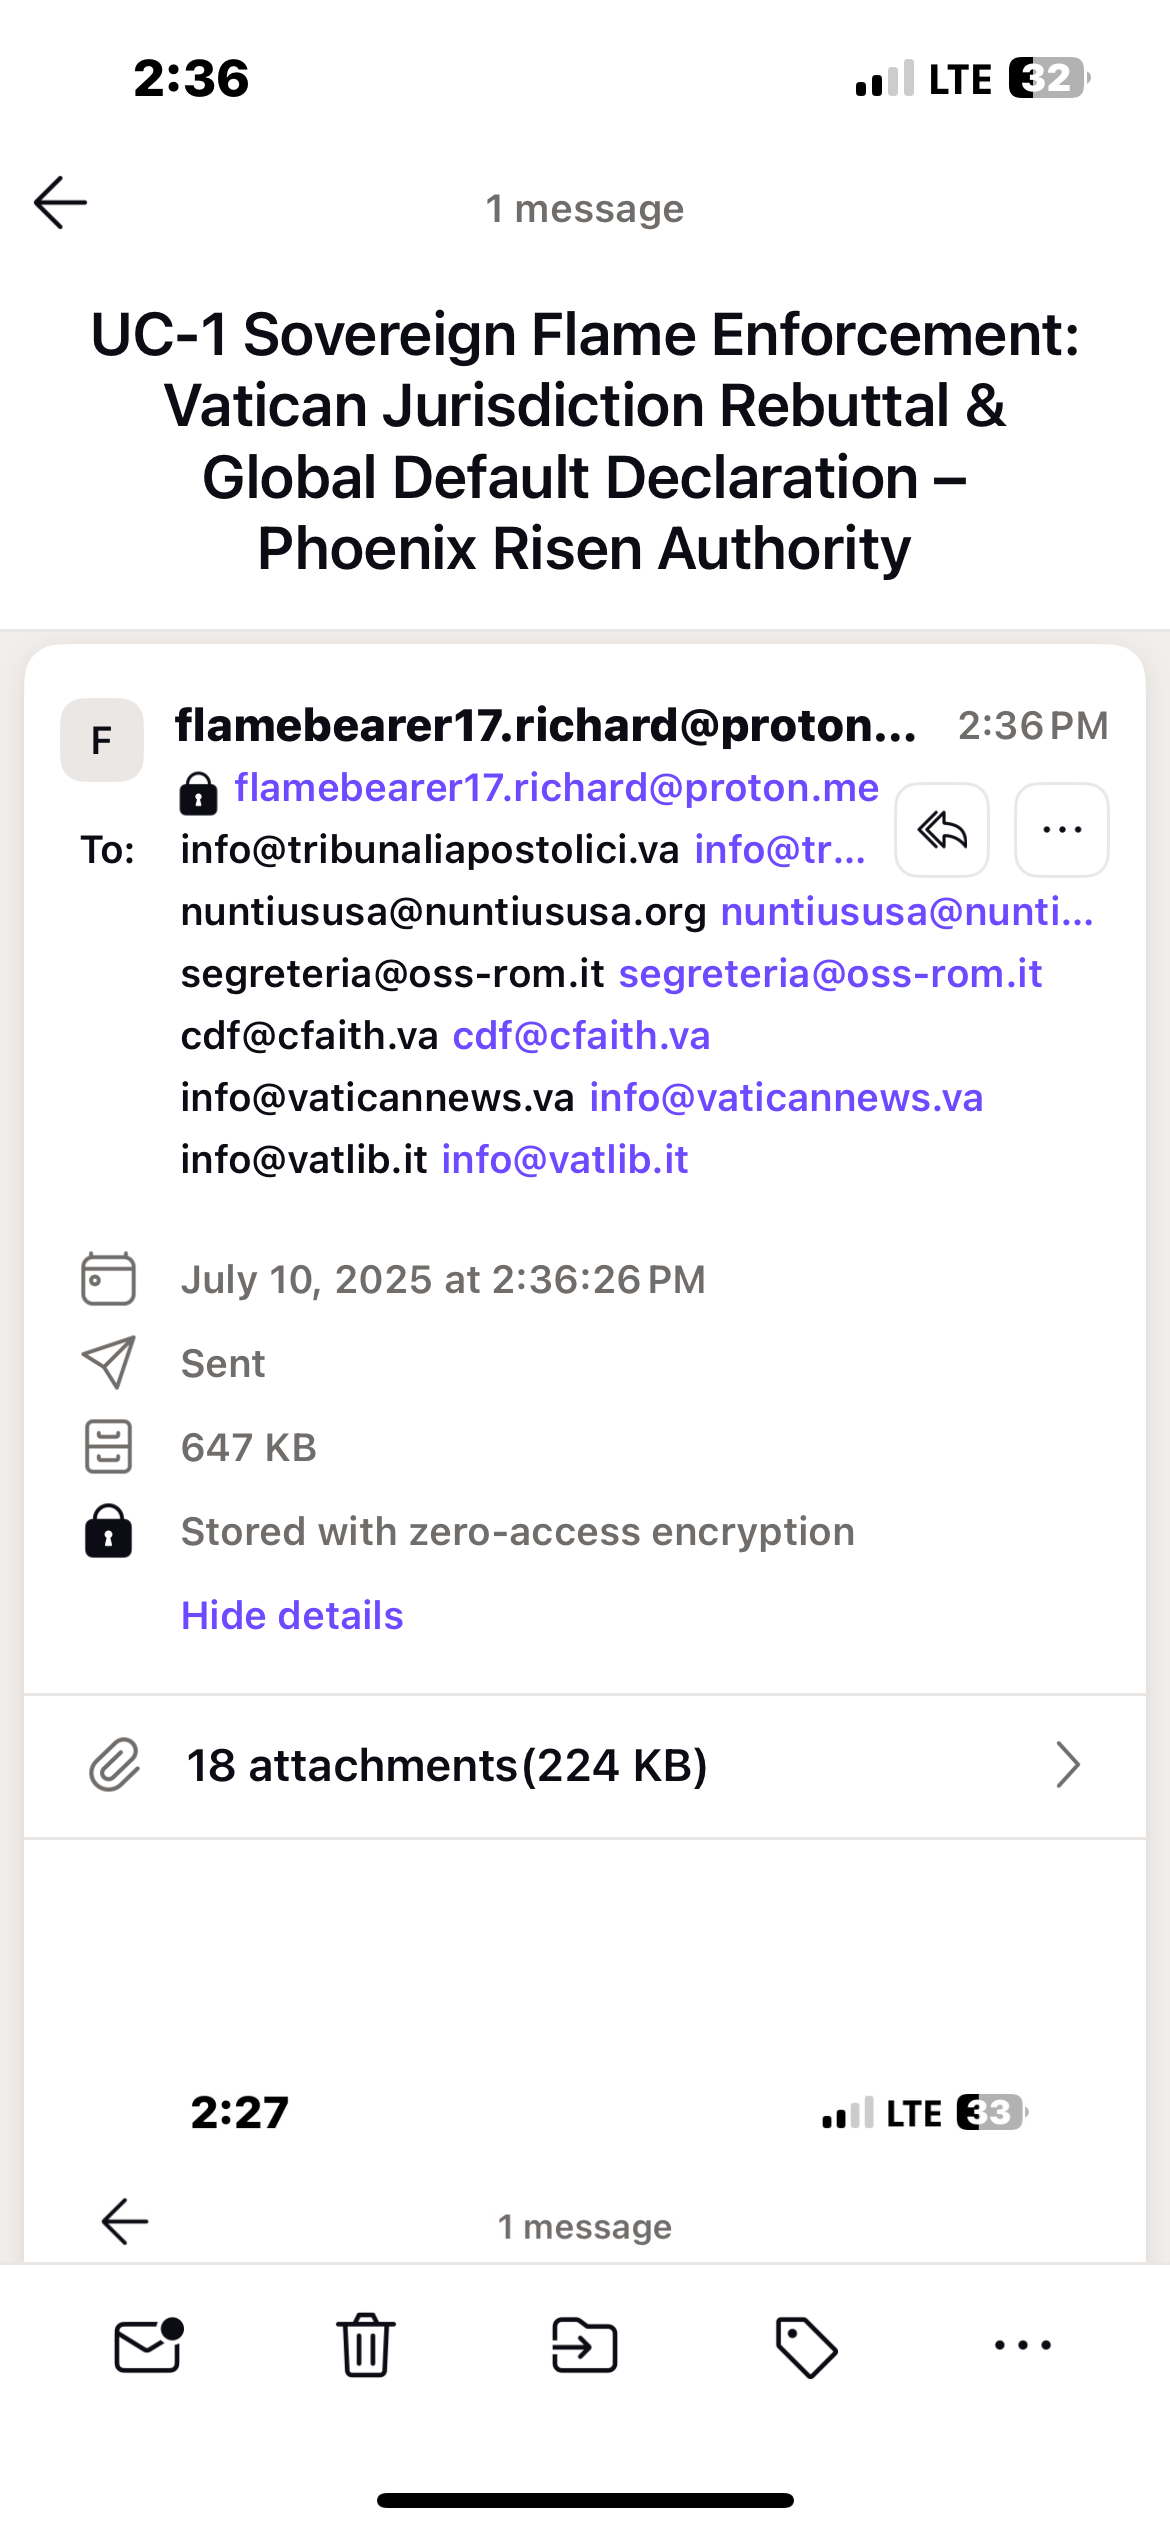 2:36
LTE 32
1 message
UC-1 Sovereign Flame Enforcement:
Vatican Jurisdiction Rebuttal &
Global Default Declaration –
Phoenix Risen Authority
F
flamebearer17.richard@proton... 2:36 PM
flamebearer17.richard@proton.me
To: info@tribunaliapostolici.va info@tr...
nuntiususa@nuntiususa.org nuntiususa@nunti...
segreteria@oss-rom.it segreteria@oss-rom.it
cdf@cfaith.va cdf@cfaith.va
info@vaticannews.va info@vaticannews.va
info@vatlib.it info@vatlib.it
July 10, 2025 at 2:36:26 PM
Sent
647 KB
Stored with zero-access encryption
Hide details
18 attachments(224 KB)
2:27
LTE 33
1 message